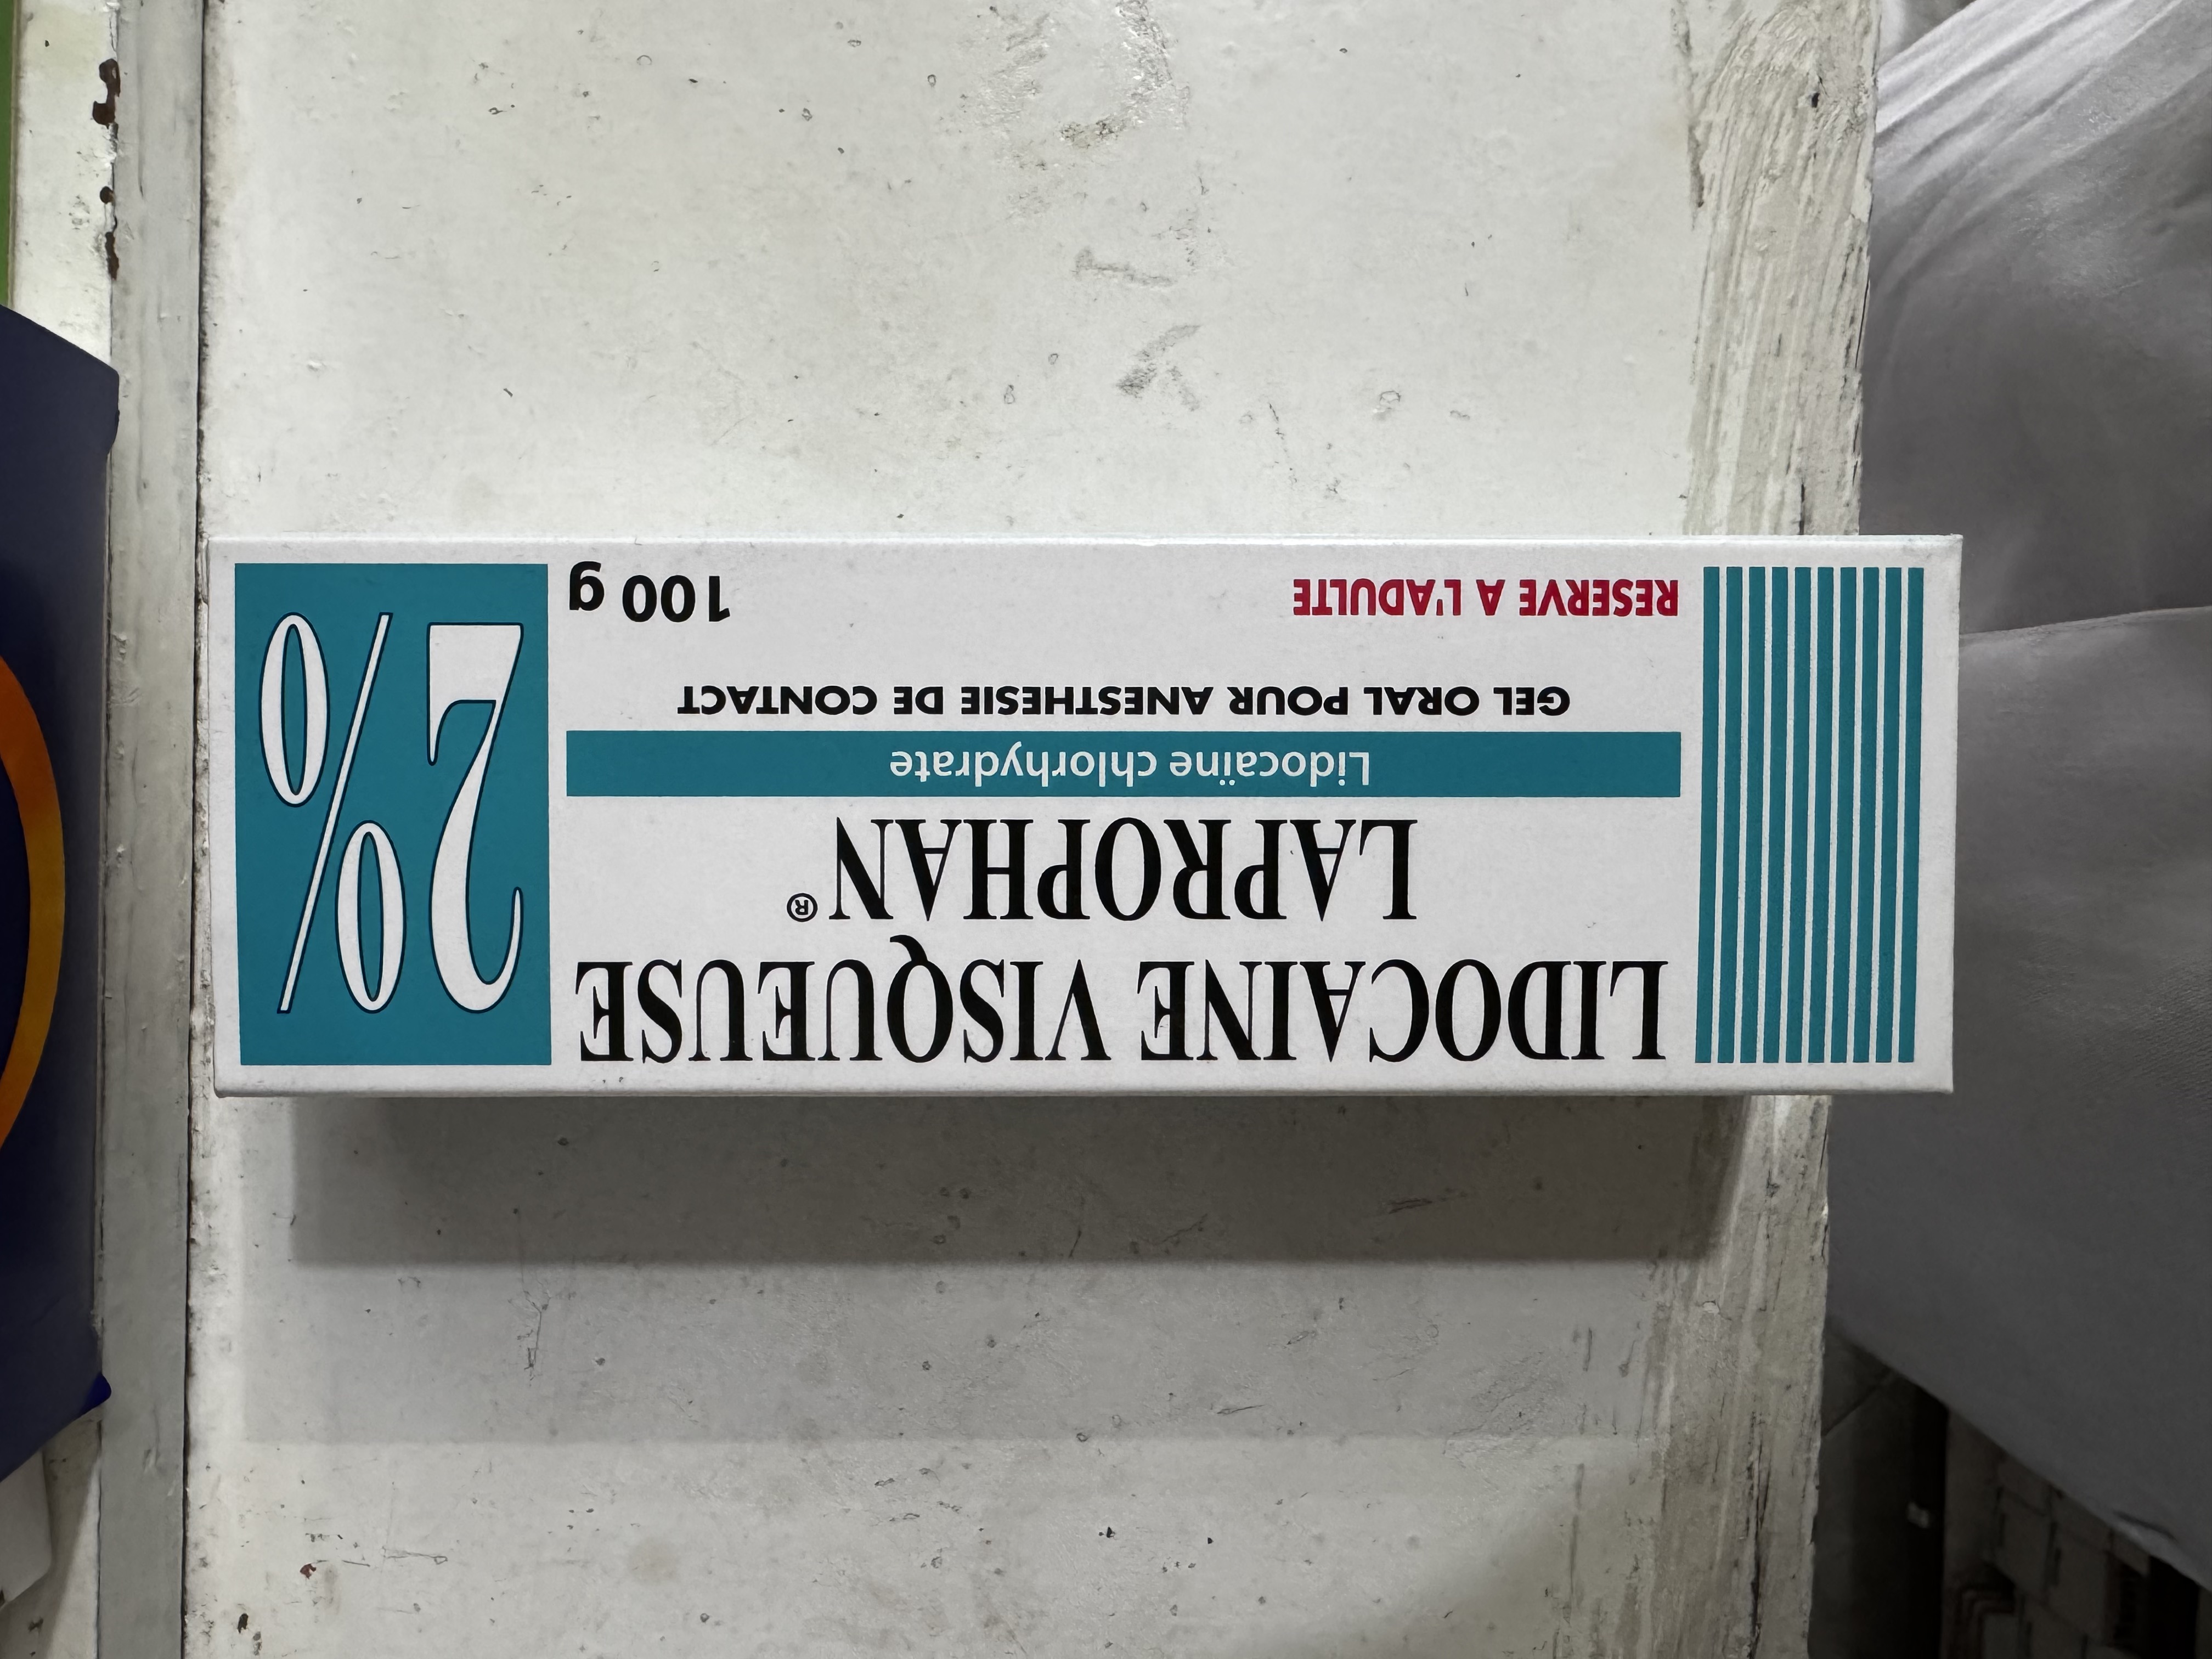 LIDOCAINE VISQUEUSE
LAPROPHAN®
Lidocaïne chlorhydrate
GEL ORAL POUR ANESTHESIE DE CONTACT
RESERVE A L'ADULTE
100 g
2%